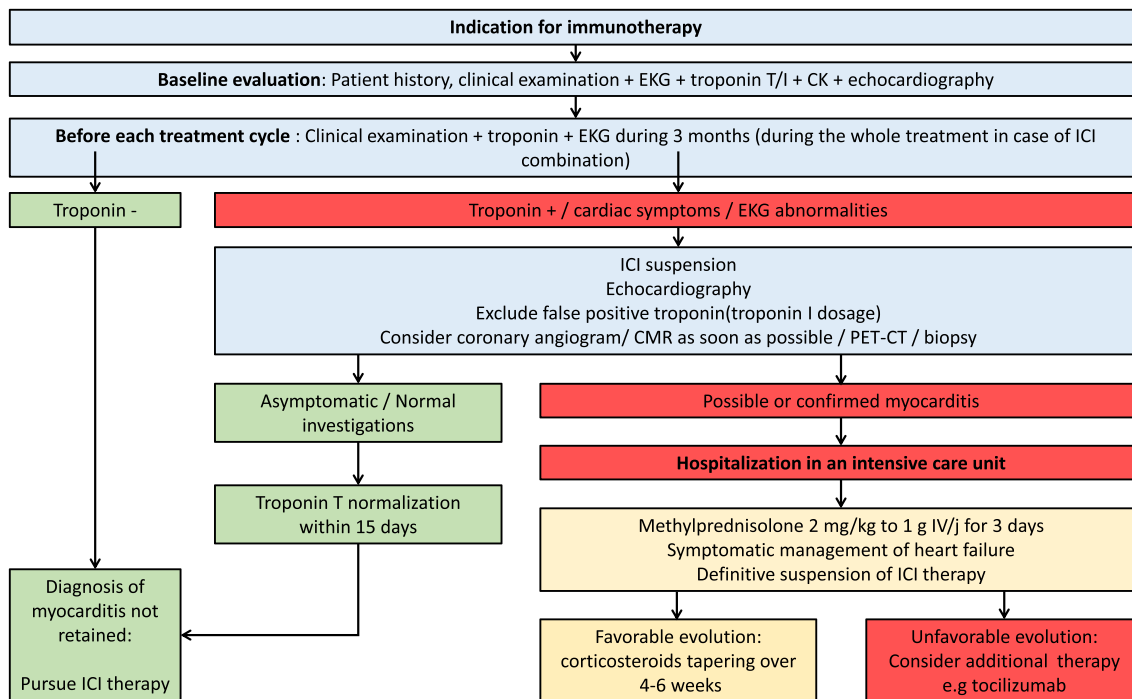 Indication for immunotherapy
Baseline evaluation: Patient history, clinical examination + EKG + troponin T/I + CK + echocardiography
Before each treatment cycle : Clinical examination + troponin + EKG during 3 months (during the whole treatment in case of ICI
combination)
Troponin -
Troponin + / cardiac symptoms / EKG abnormalities
ICI suspension
Echocardiography
Exclude false positive troponin(troponin I dosage)
Consider coronary angiogram/ CMR as soon as possible / PET-CT / biopsy
Asymptomatic / Normal
investigations
Possible or confirmed myocarditis
Hospitalization in an intensive care unit
Troponin T normalization
within 15 days
Methylprednisolone 2 mg/kg to 1 g IV/j for 3 days
Symptomatic management of heart failure
Definitive suspension of ICI therapy
Diagnosis of
myocarditis not
retained:
Pursue ICI therapy
Favorable evolution:
corticosteroids tapering over
4-6 weeks
Unfavorable evolution:
Consider additional  therapy
e.g tocilizumab